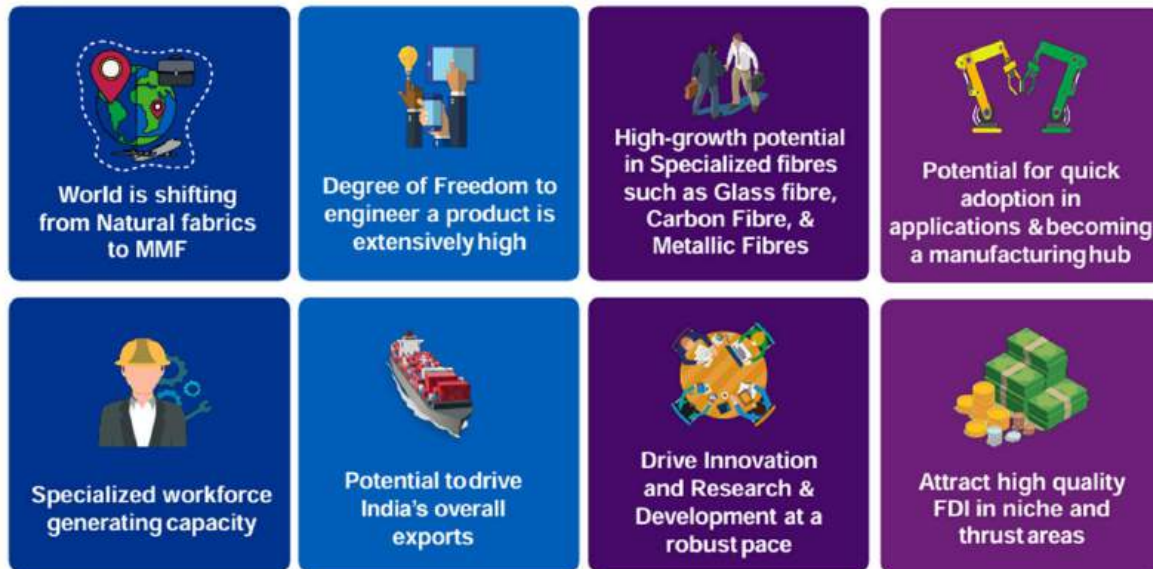 World is shifting
from Natural fabrics
to MMF
Degree of Freedom to
engineer a product is
extensively high
High-growth potential
in Specialized fibres
such as Glass fibre,
Carbon Fibre, &
Metallic Fibres
Potential for quick
adoption in
applications & becoming
a manufacturing hub
Specialized workforce
generating capacity
Potential to drive
India's overall
exports
Drive Innovation
and Research &
Development at a
robust pace
Attract high quality
FDI in niche and
thrust areas